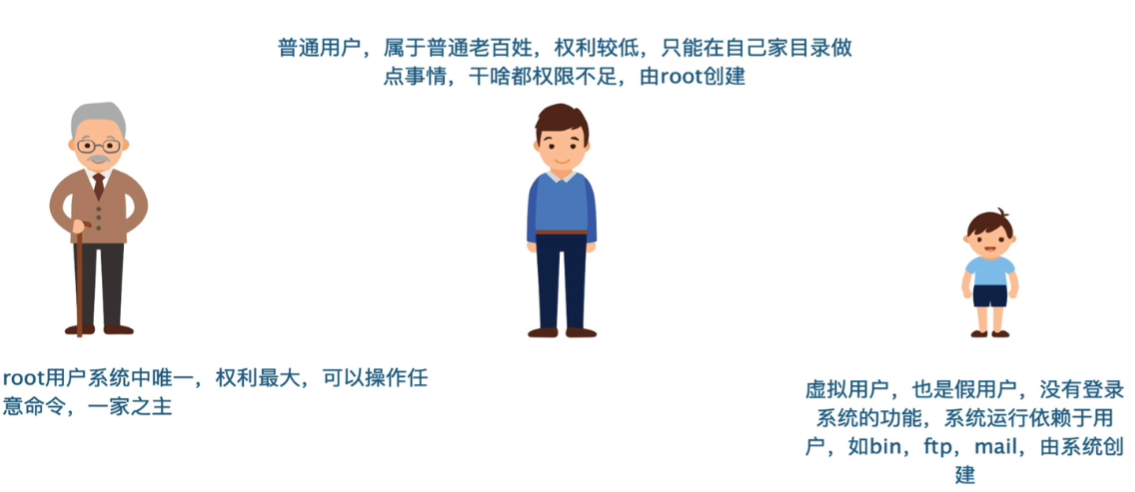 普通用户，属于普通老百姓，权利较低，只能在自己家目录做
点事情，干啥都权限不足，由root创建
root用户系统中唯一，权利最大，可以操作任
意命令，一家之主
虚拟用户，也是假用户，没有登录
系统的功能，系统运行依赖于用
户，如bin，ftp，mail，由系统创
建